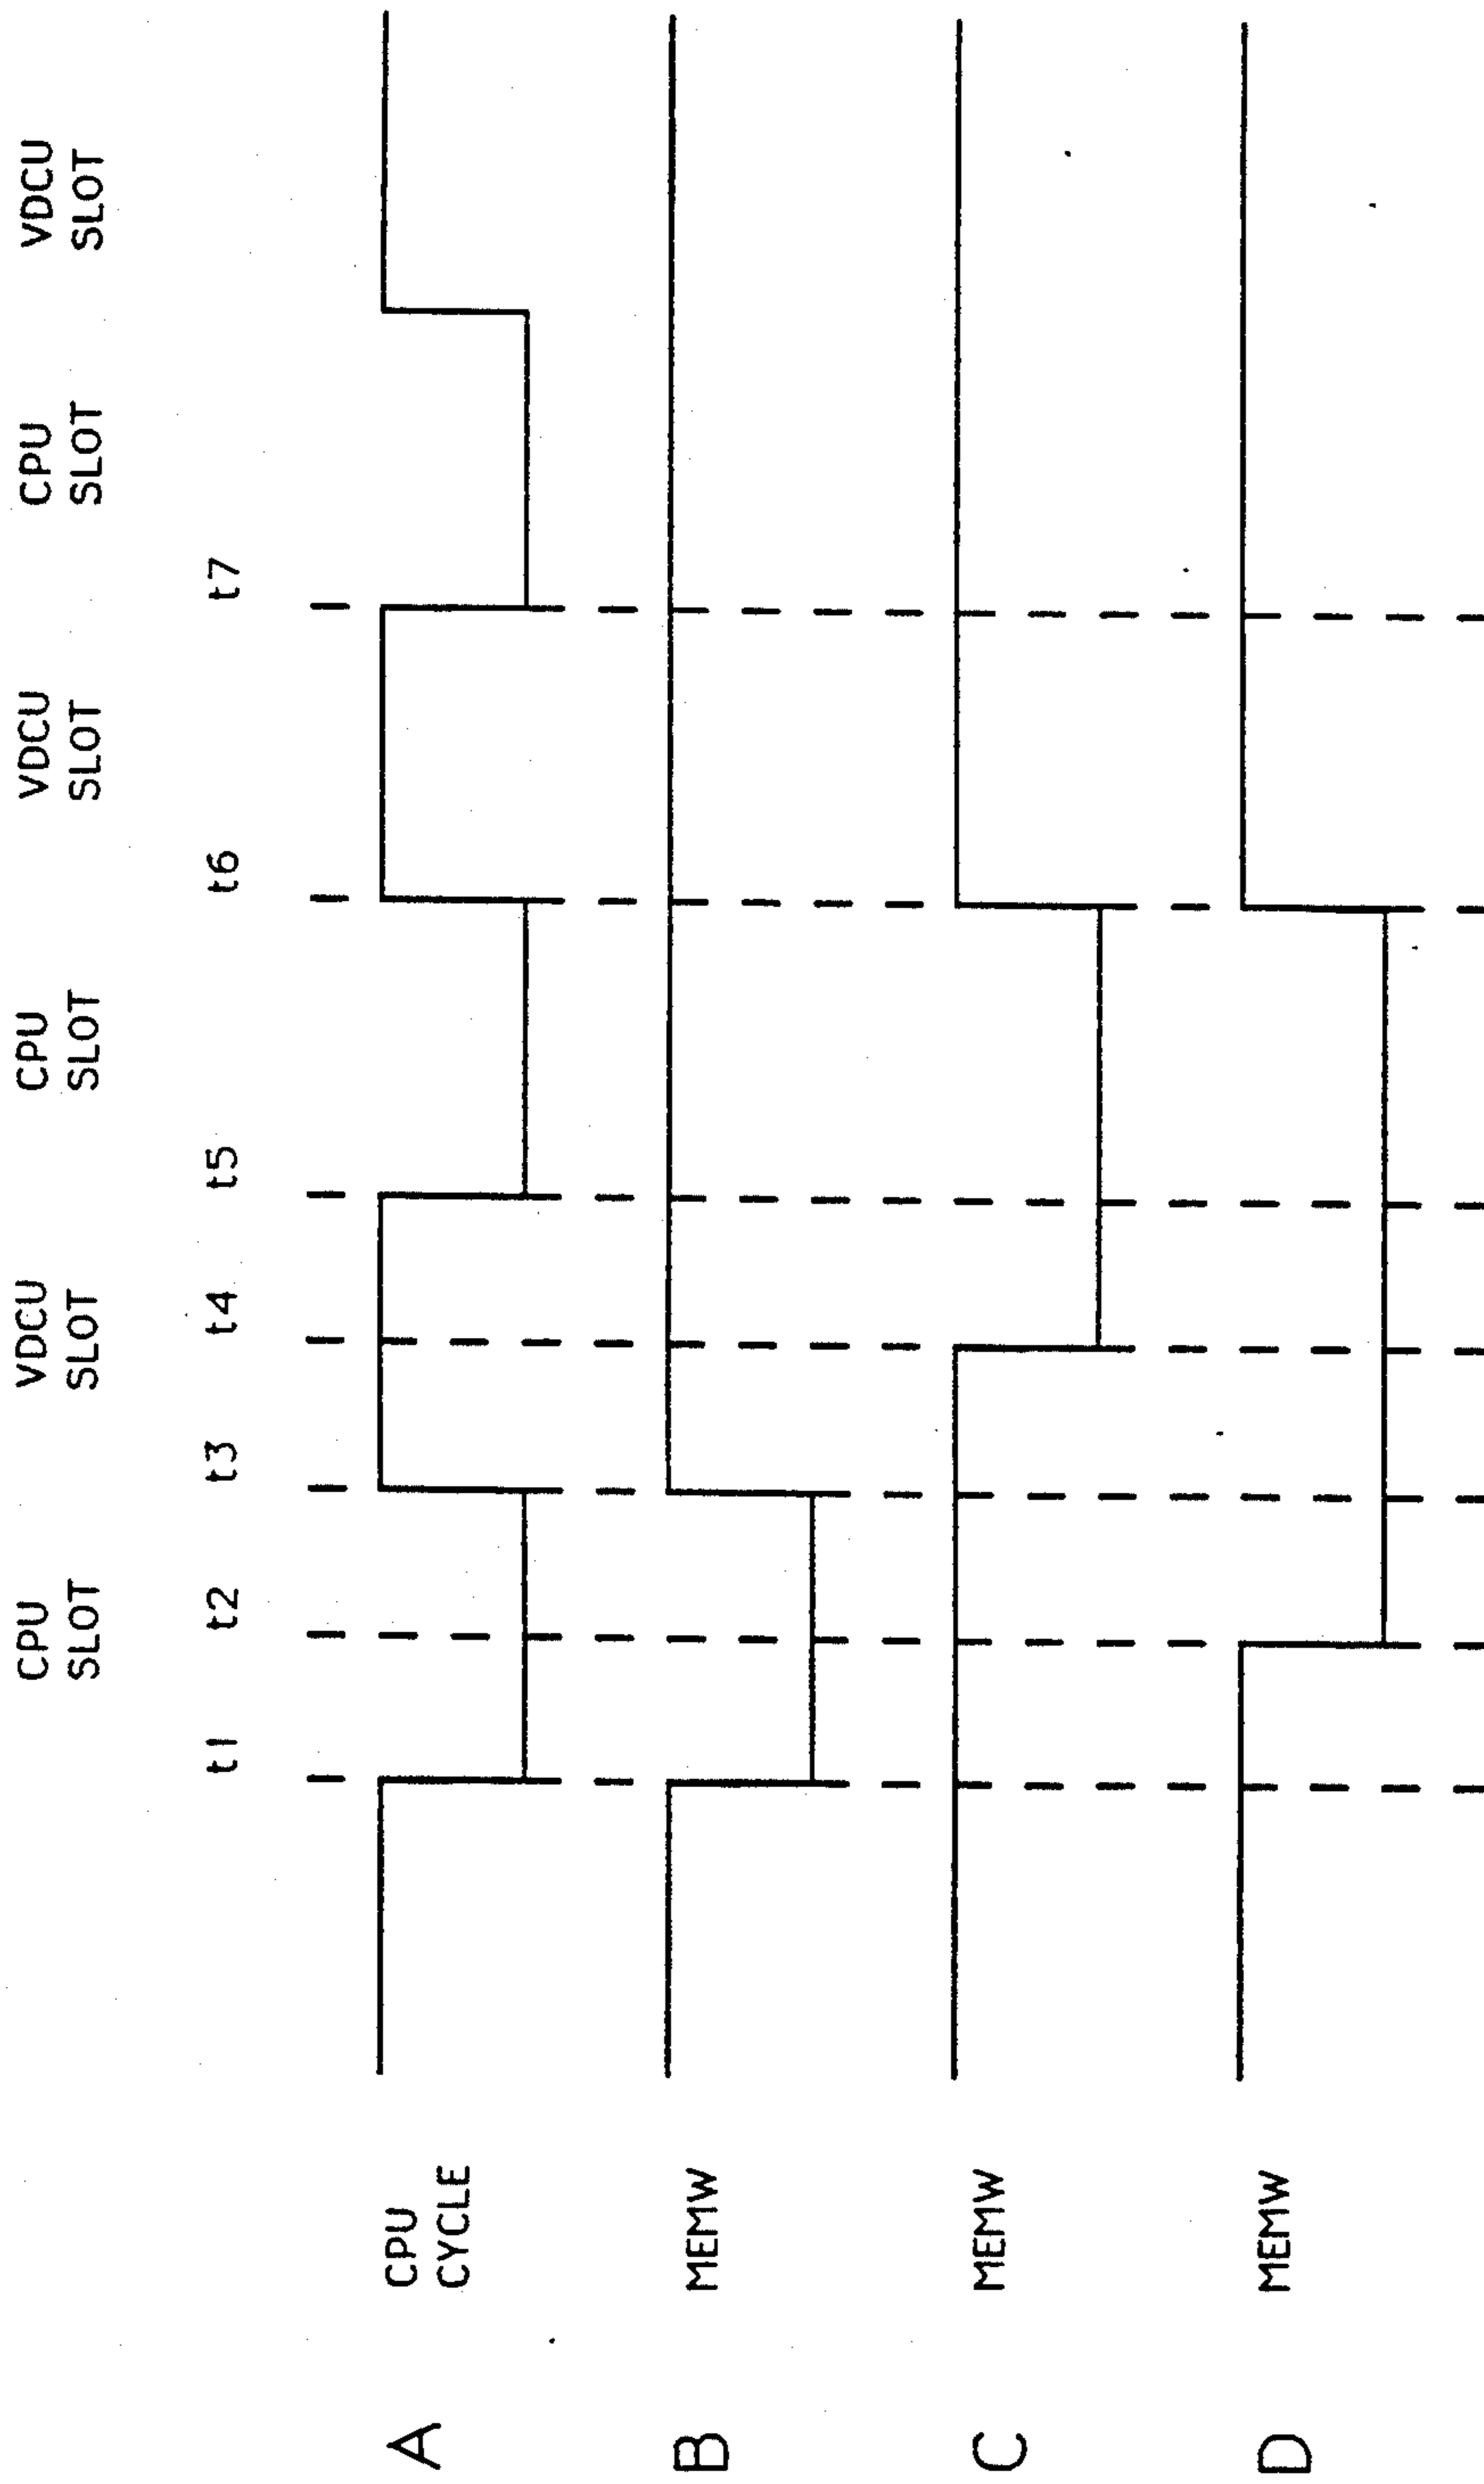 CPU
SLOT
VDCU
SLOT
CPU
SLOT
VDCU
SLOT
CPU
SLOT
VDCU
SLOT
t1
t2
t3
t4
t5
t6
t7
A
CPU
CYCLE
B
MEMW
C
MEMW
D
MEMW